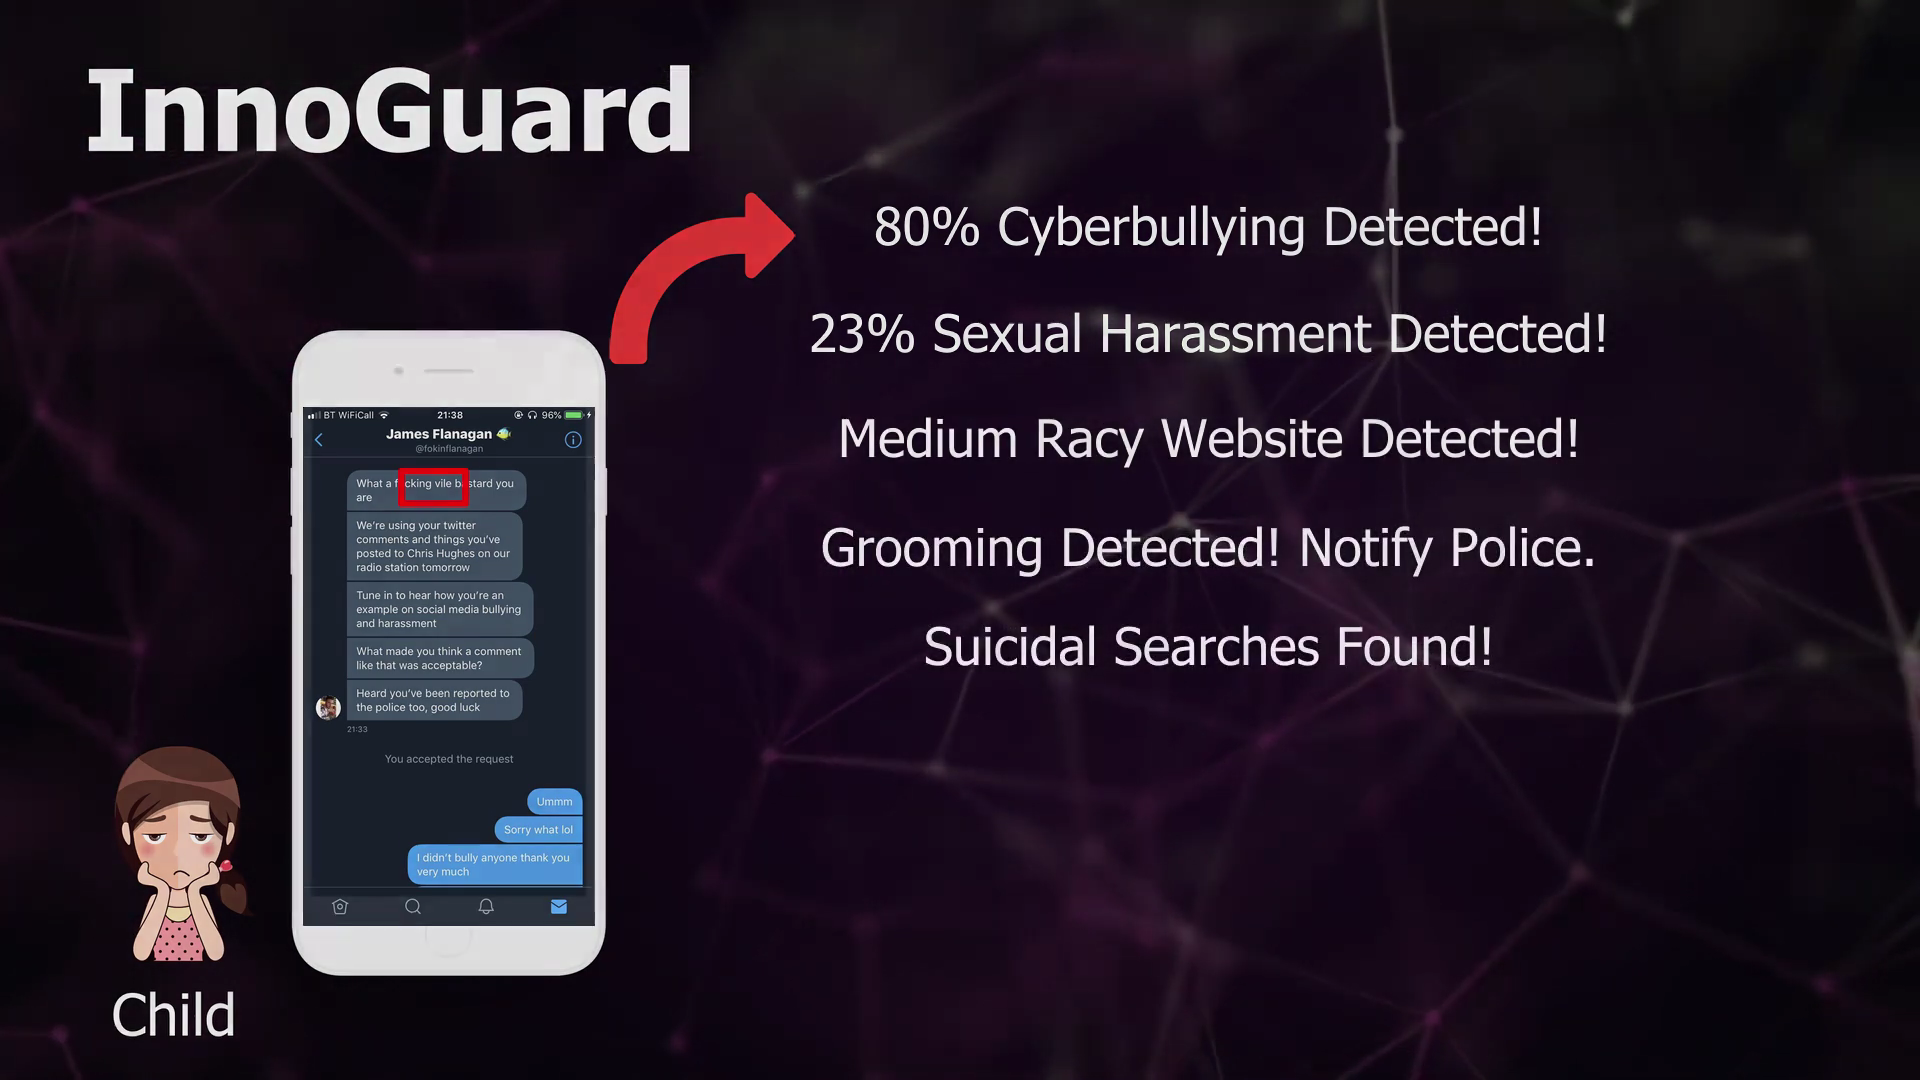 InnoGuard
80% Cyberbullying Detected!
23% Sexual Harassment Detected!
Medium Racy Website Detected!
Grooming Detected! Notify Police.
Suicidal Searches Found!
BT WiFiCall 21:38 96%
James Flanagan
@fokinflanagan
What a fucking vile bastard you
are
We're using your twitter
comments and things you've
posted to Chris Hughes on our
radio station tomorrow
Tune in to hear how you're an
example on social media bullying
and harassment
What made you think a comment
like that was acceptable?
Heard you've been reported to
the police too, good luck
21:33
You accepted the request
Ummm
Sorry what lol
I didn't bully anyone thank you
very much
Child